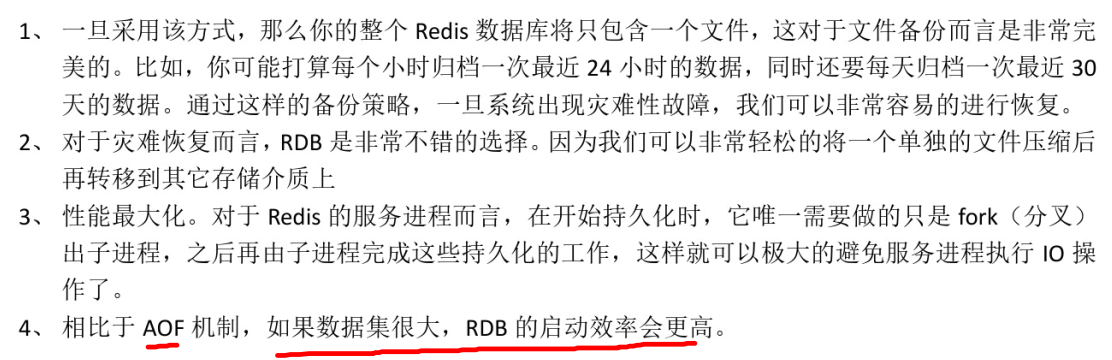 1、 一旦采用该方式，那么你的整个 Redis 数据库将只包含一个文件，这对于文件备份而言是非常完
美的。比如，你可能打算每个小时归档一次最近 24 小时的数据，同时还要每天归档一次最近 30
天的数据。通过这样的备份策略，一旦系统出现灾难性故障，我们可以非常容易的进行恢复。
2、 对于灾难恢复而言，RDB 是非常不错的选择。因为我们可以非常轻松的将一个单独的文件压缩后
再转移到其它存储介质上
3、 性能最大化。对于 Redis 的服务进程而言，在开始持久化时，它唯一需要做的只是 fork（分叉）
出子进程，之后再由子进程完成这些持久化的工作，这样就可以极大的避免服务进程执行 IO 操
作了。
4、 相比于 AOF 机制，如果数据集很大，RDB 的启动效率会更高。